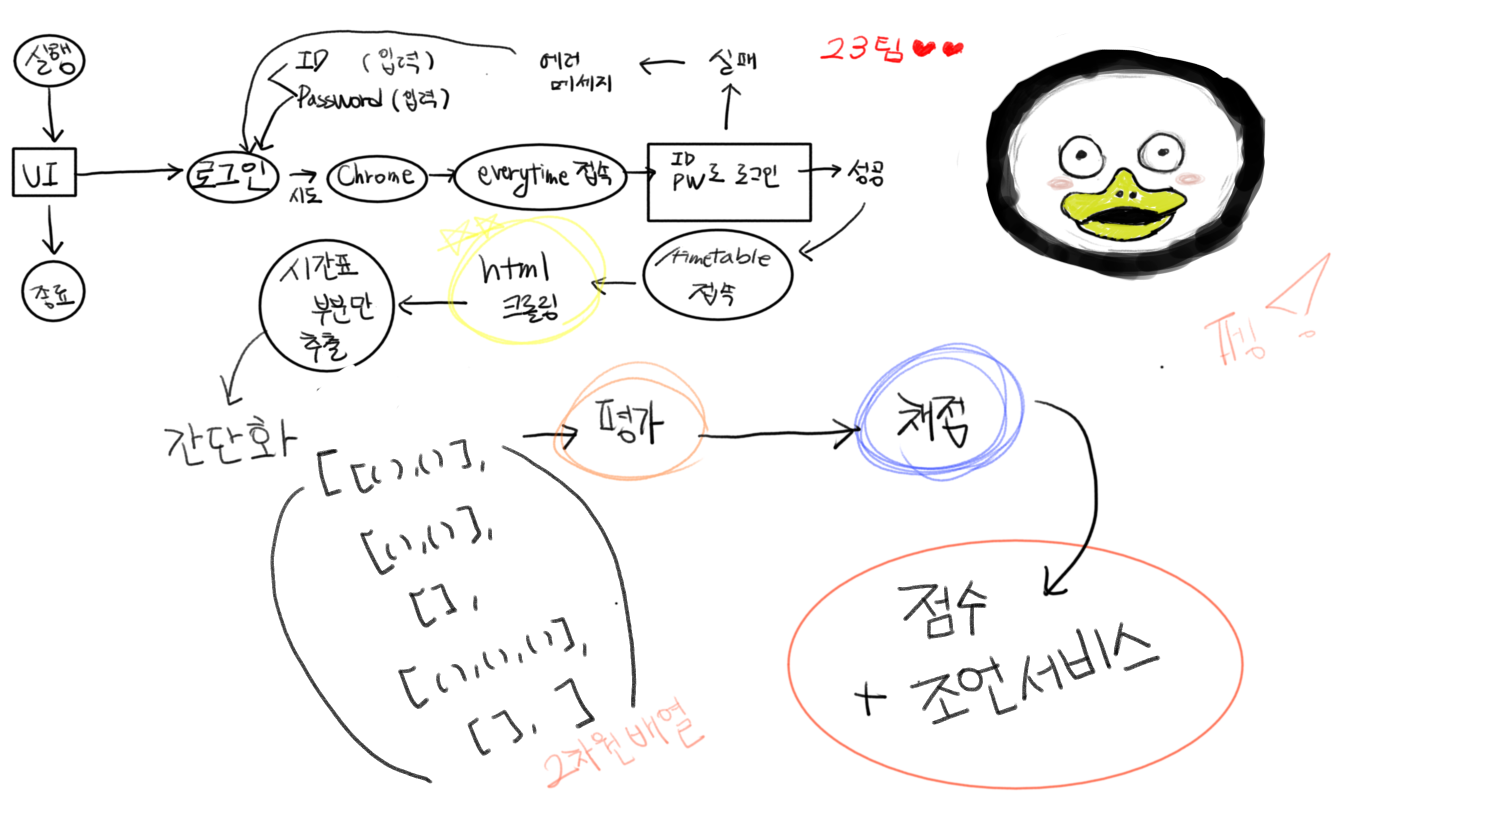 실행
UI
종료
ID (입력)
Password (입력)
로그인
시도
Chrome
everytime 접속
ID
PW로 로그인
실패
에러
메세지
성공
/timetable
접속
html
크롤링
시간표
부분만
추출
간단화
[[( ),( )],
[( ),( )],
[],
[( ),( ),( )],
[], ]
2차원 배열
평가
채점
점수
+ 조언서비스
23팀♥♥
펭